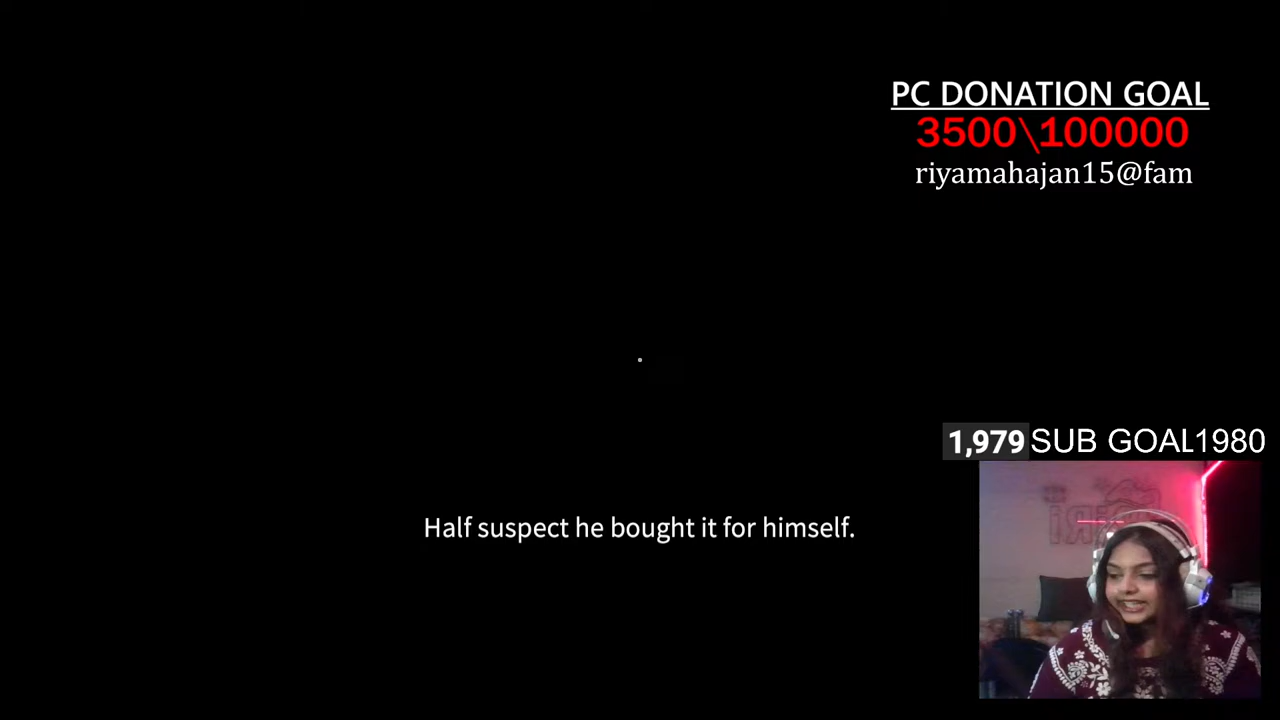 PC DONATION GOAL
3500\100000
riyamahajan15@fam
1,979 SUB GOAL1980
Half suspect he bought it for himself.